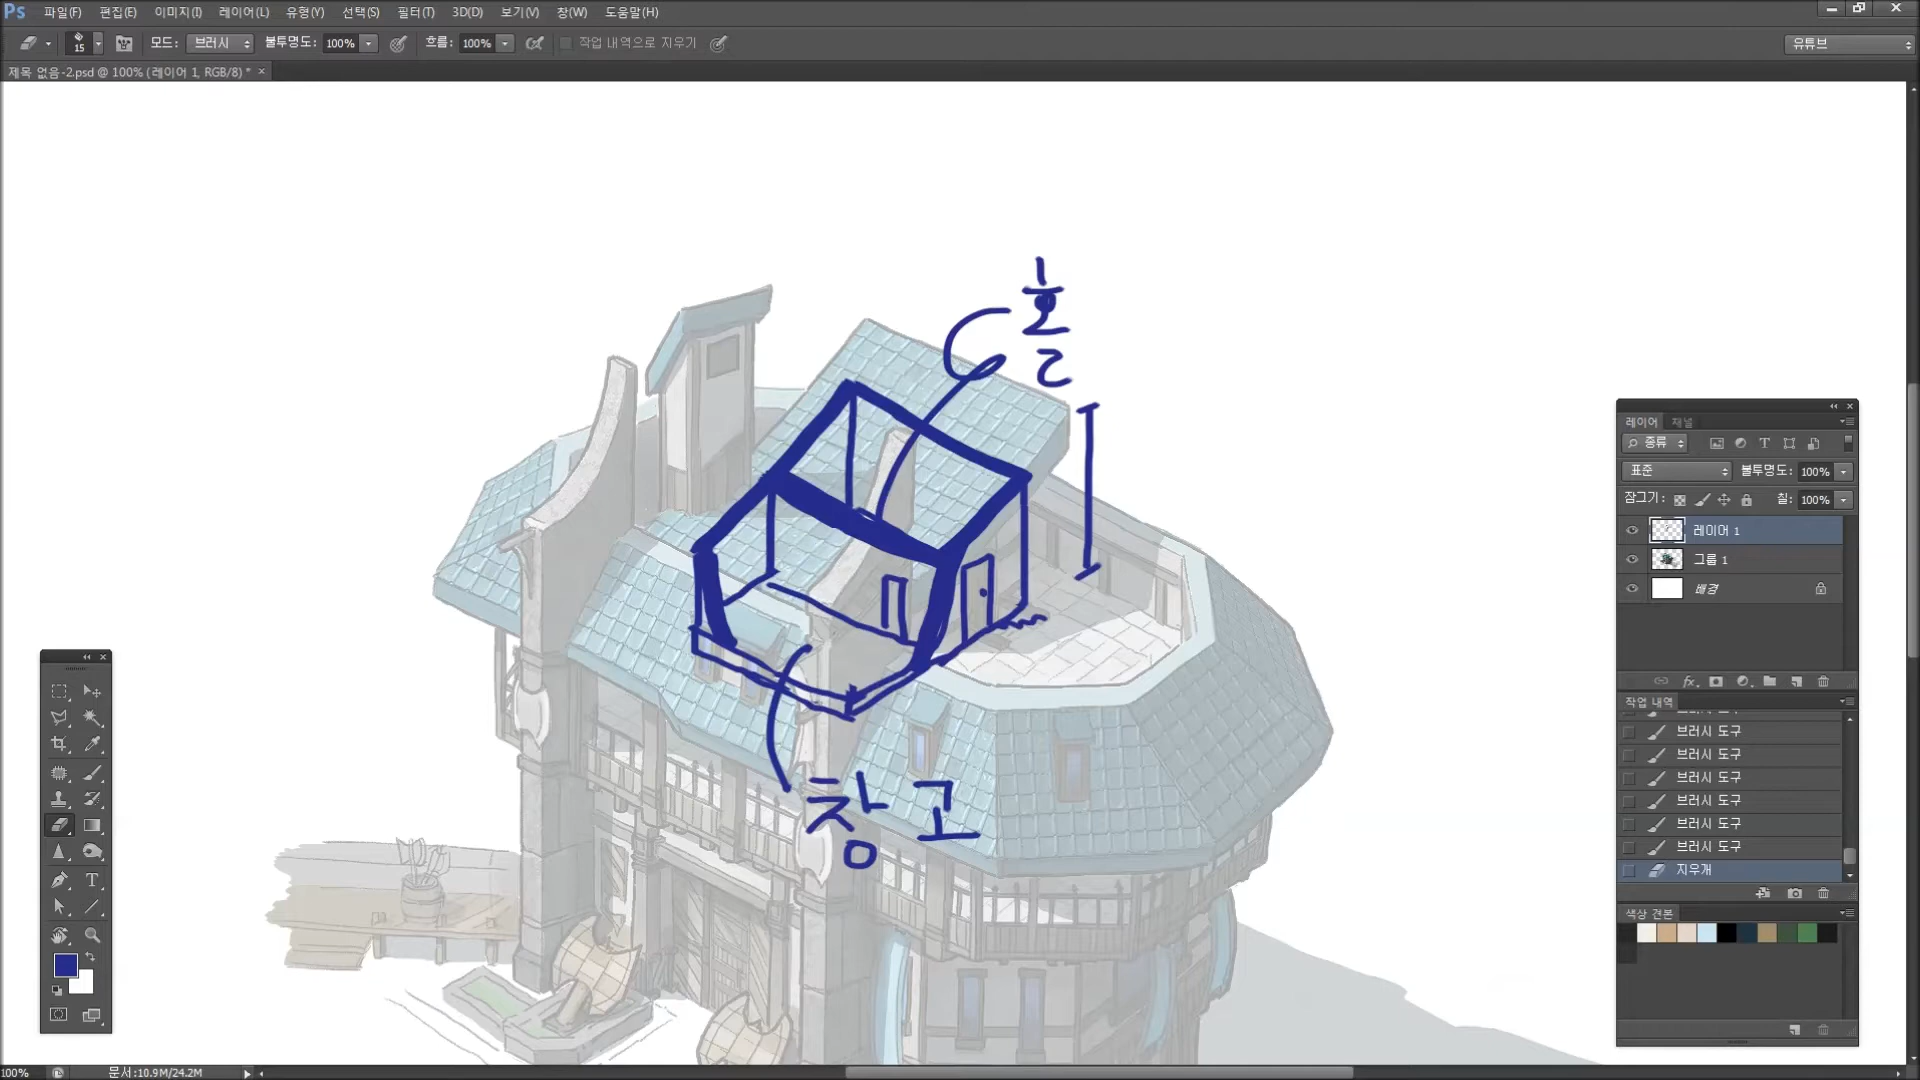 Ps 파일(F) 편집(E) 이미지(I) 레이어(L) 유형(Y) 선택(S) 필터(T) 3D(D) 보기(V) 창(W) 도움말(H)
15 모드: 브러시 불투명도: 100% 흐름: 100% 작업 내역으로 지우기 유튜브
제목 없음-2.psd @ 100% (레이어 1, RGB/8) * ×
홀
창고
레이어 채널
종류
표준 불투명도: 100%
잠그기: 칠: 100%
레이어 1
그룹 1
배경
작업 내역
브러시 도구
브러시 도구
브러시 도구
브러시 도구
브러시 도구
브러시 도구
지우개
색상 견본
100% 문서:10.9M/24.2M